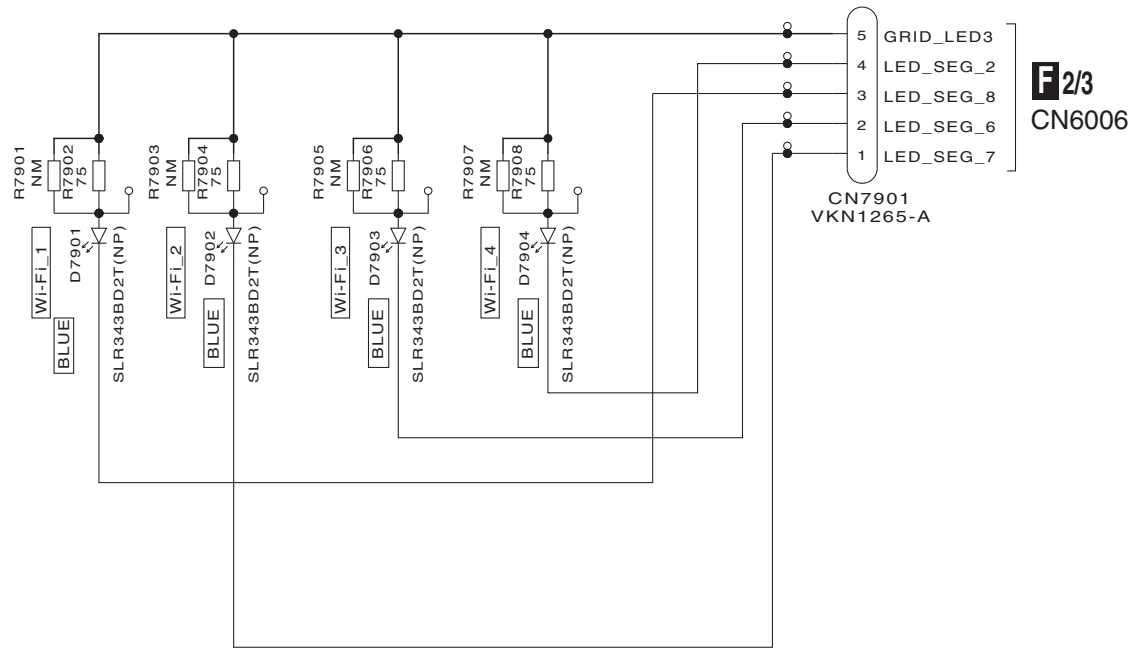 5 GRID_LED3
4 LED_SEG_2
3 LED_SEG_8
2 LED_SEG_6
1 LED_SEG_7
F 2/3
CN6006
CN7901
VKN1265-A
R7901
NM
R7902
75
R7903
NM
R7904
75
R7905
NM
R7906
75
R7907
NM
R7908
75
Wi-Fi_1
BLUE
D7901
SLR343BD2T(NP)
Wi-Fi_2
D7902
BLUE
SLR343BD2T(NP)
Wi-Fi_3
D7903
BLUE
SLR343BD2T(NP)
Wi-Fi_4
D7904
BLUE
SLR343BD2T(NP)